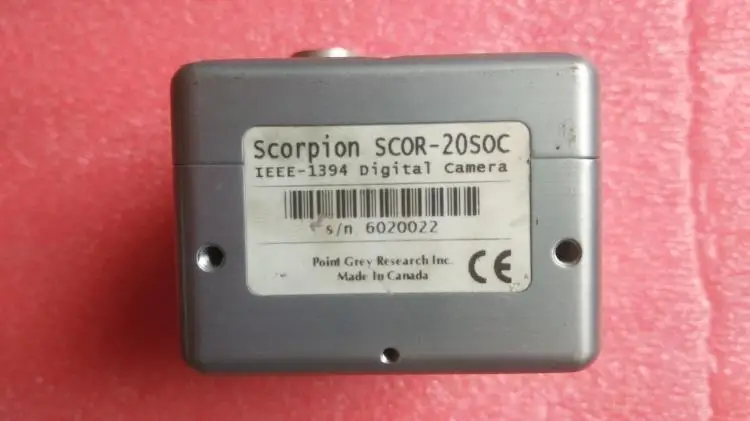 Scorpion SCOR-20SOC
IEEE-1394 Digital Camera
s/n 6020022
Point Grey Research Inc.
Made In Canada
CE